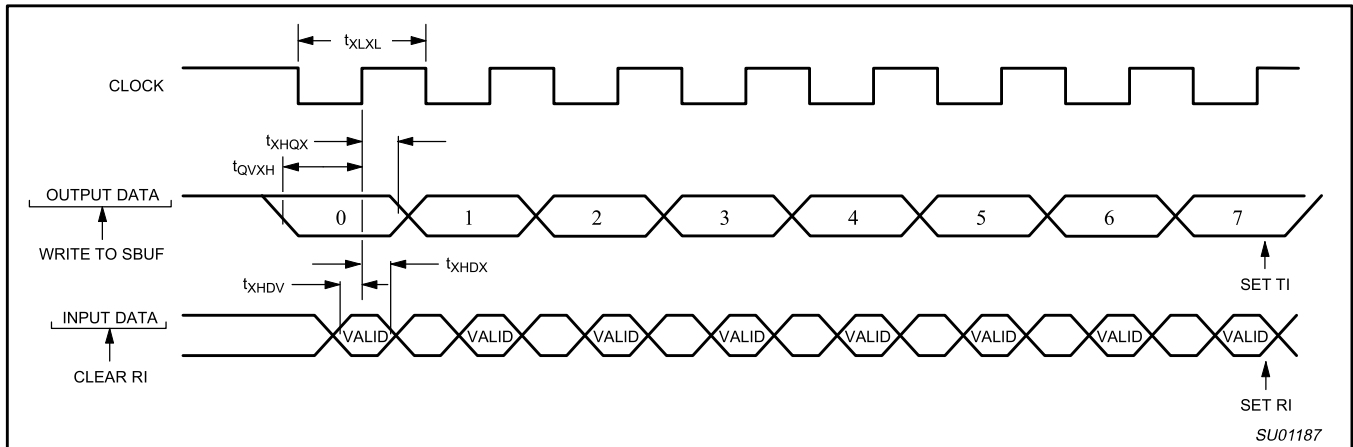 tXLXL
CLOCK
tXHQX
tQVXH
OUTPUT DATA
0 1 2 3 4 5 6 7
WRITE TO SBUF
tXHDX
SET TI
tXHDV
INPUT DATA
VALID VALID VALID VALID VALID VALID VALID VALID
CLEAR RI
SET RI
SU01187